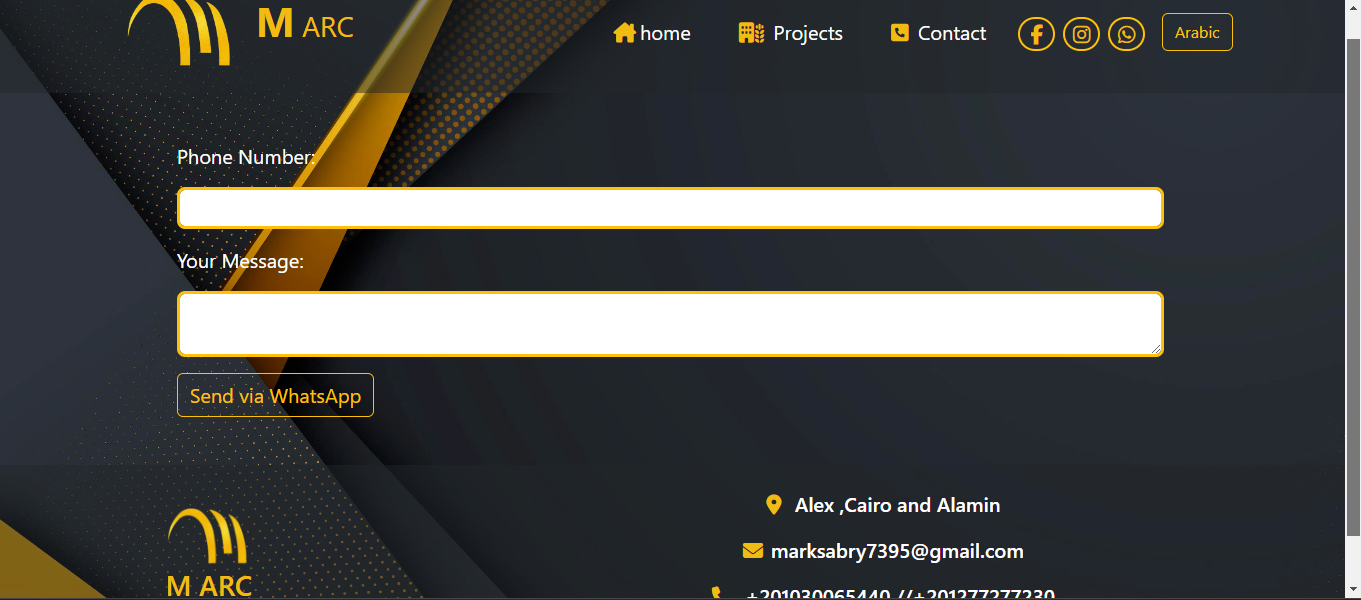 M ARC
home
Projects
Contact
Arabic
Phone Number:
Your Message:
Send via WhatsApp
Alex ,Cairo and Alamin
marksabry7395@gmail.com
M ARC
+201030065440 //+201277277230